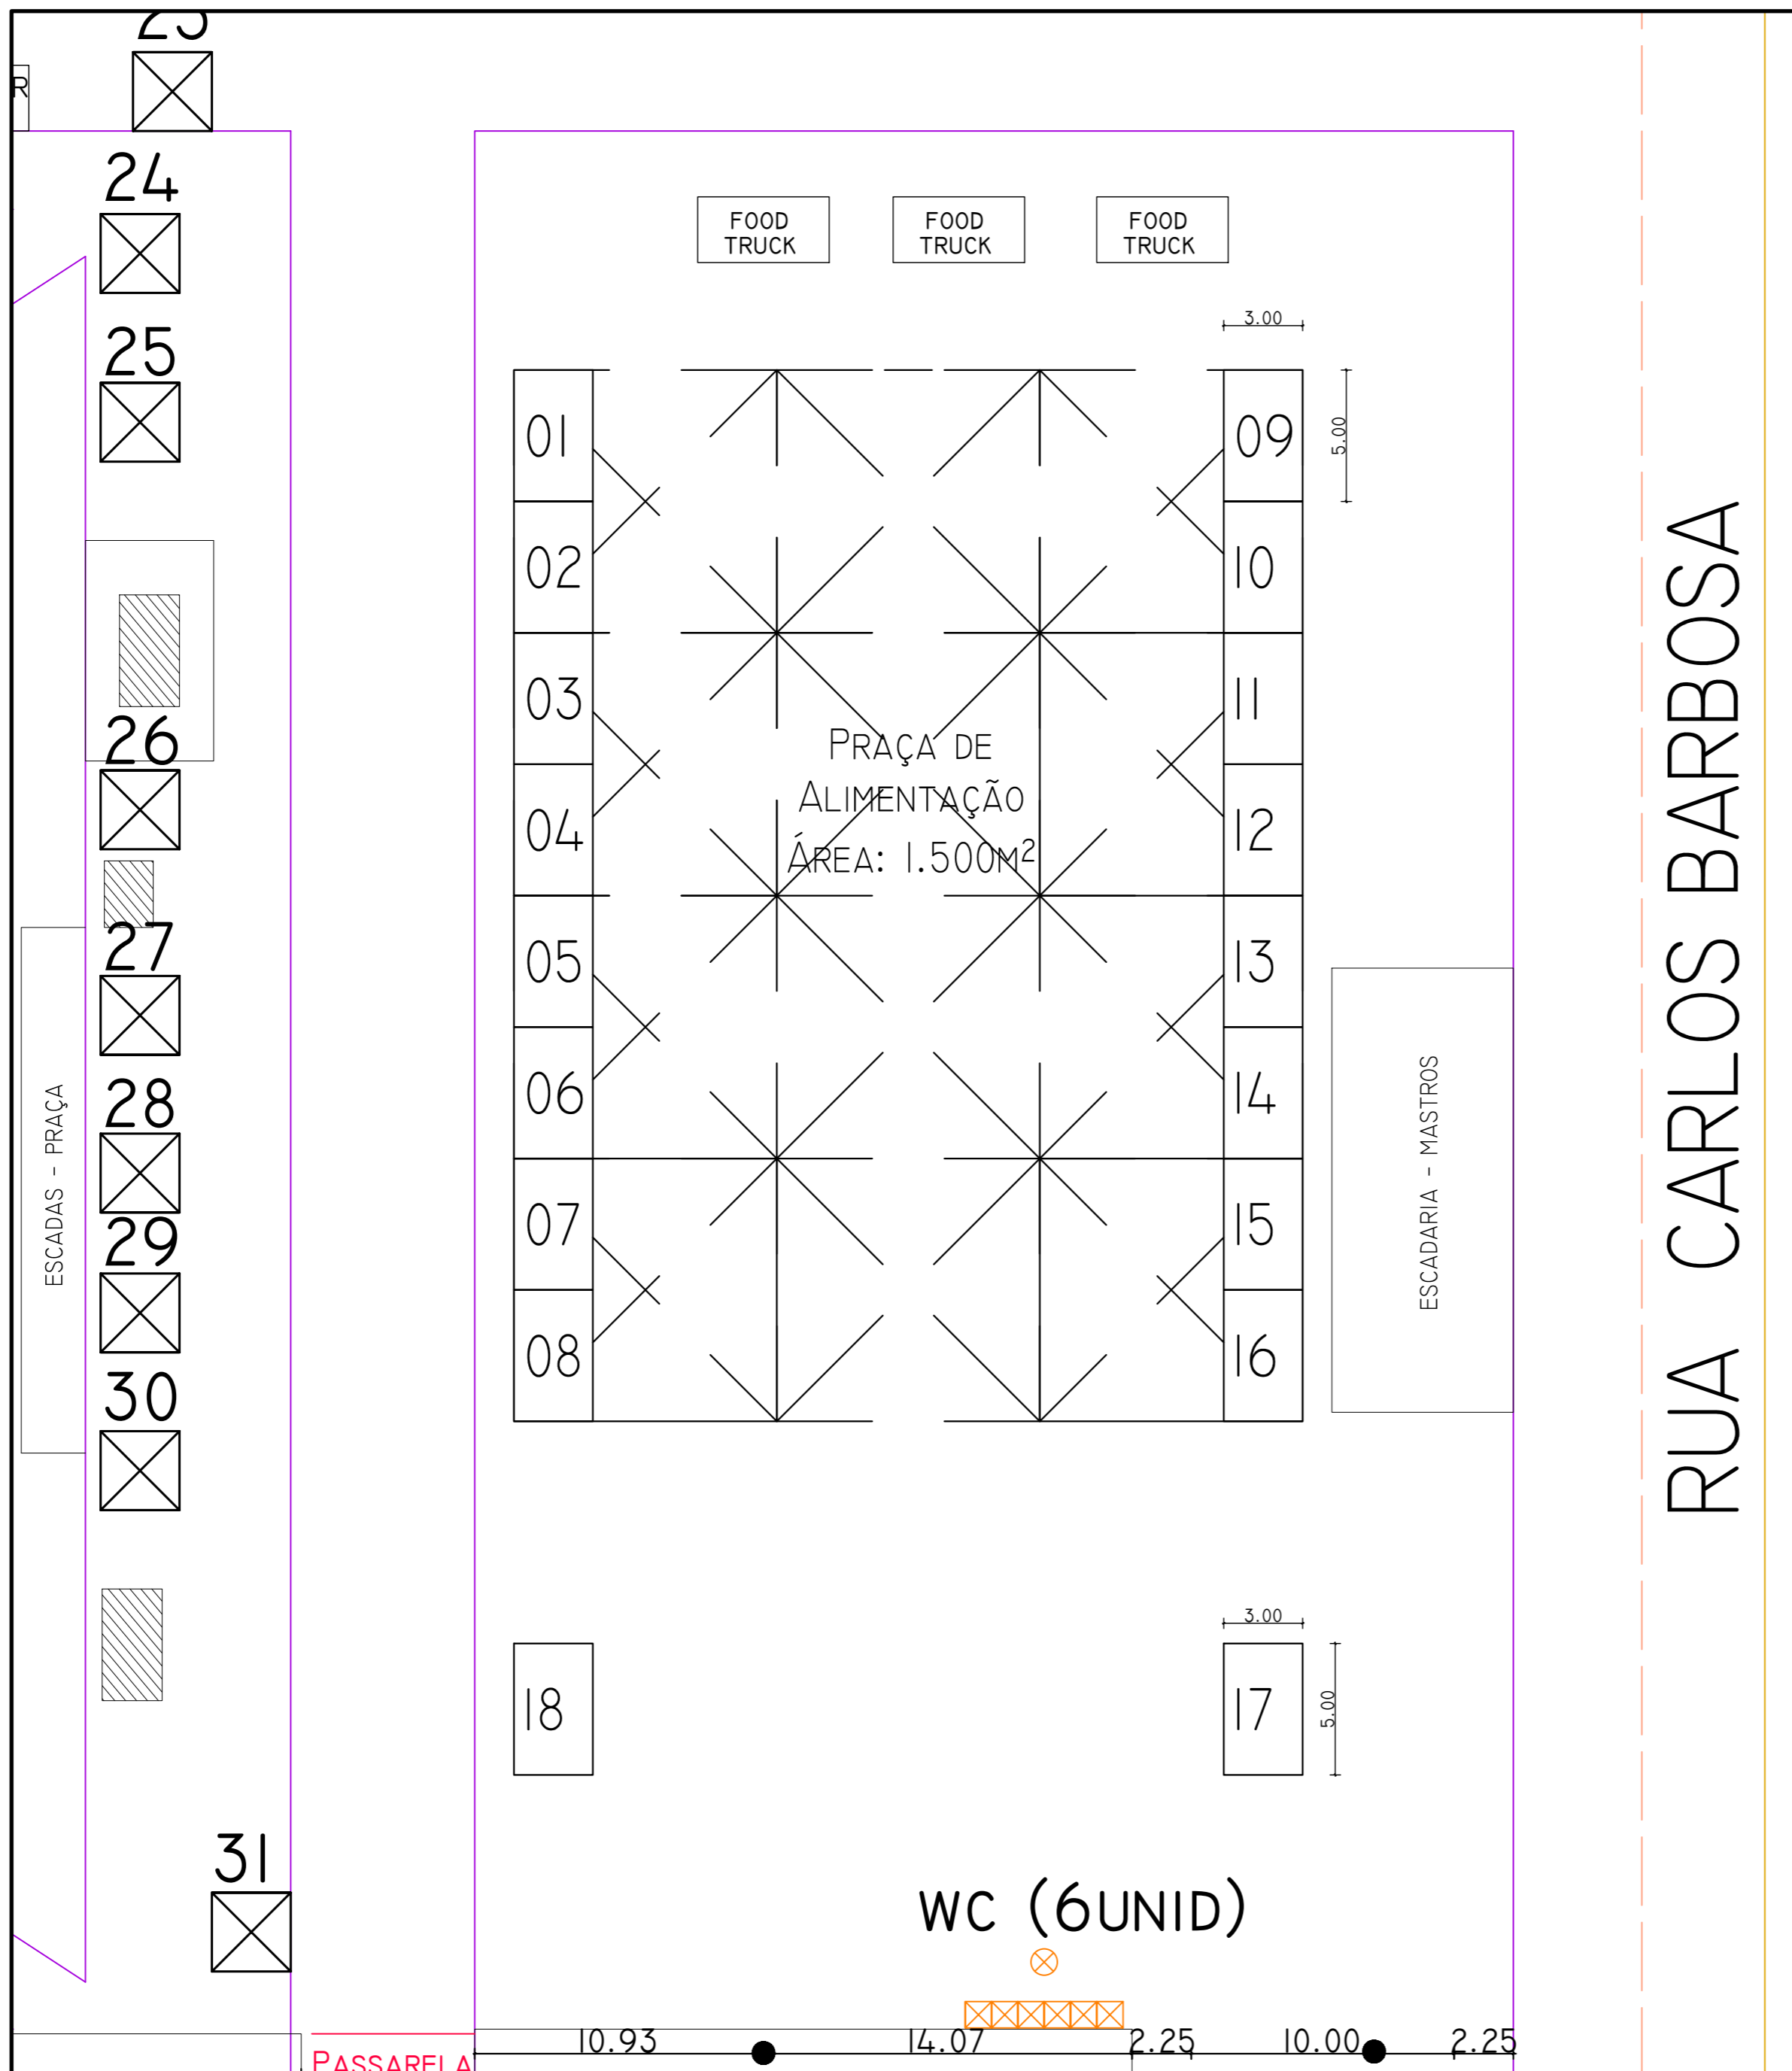 23
R
24
FOOD
TRUCK
FOOD
TRUCK
FOOD
TRUCK
3.00
25
01
09
5.00
02
10
03
11
26
PRAÇA DE
ALIMENTAÇÃO
ÁREA: 1.500M²
04
12
27
05
13
28
06
14
ESCADAS - PRAÇA
ESCADARIA - MASTROS
RUA CARLOS BARBOSA
29
07
15
30
08
16
3.00
18
17
5.00
31
WC (6UNID)
10.93
14.07
2.25
10.00
2.25
PASSARELA